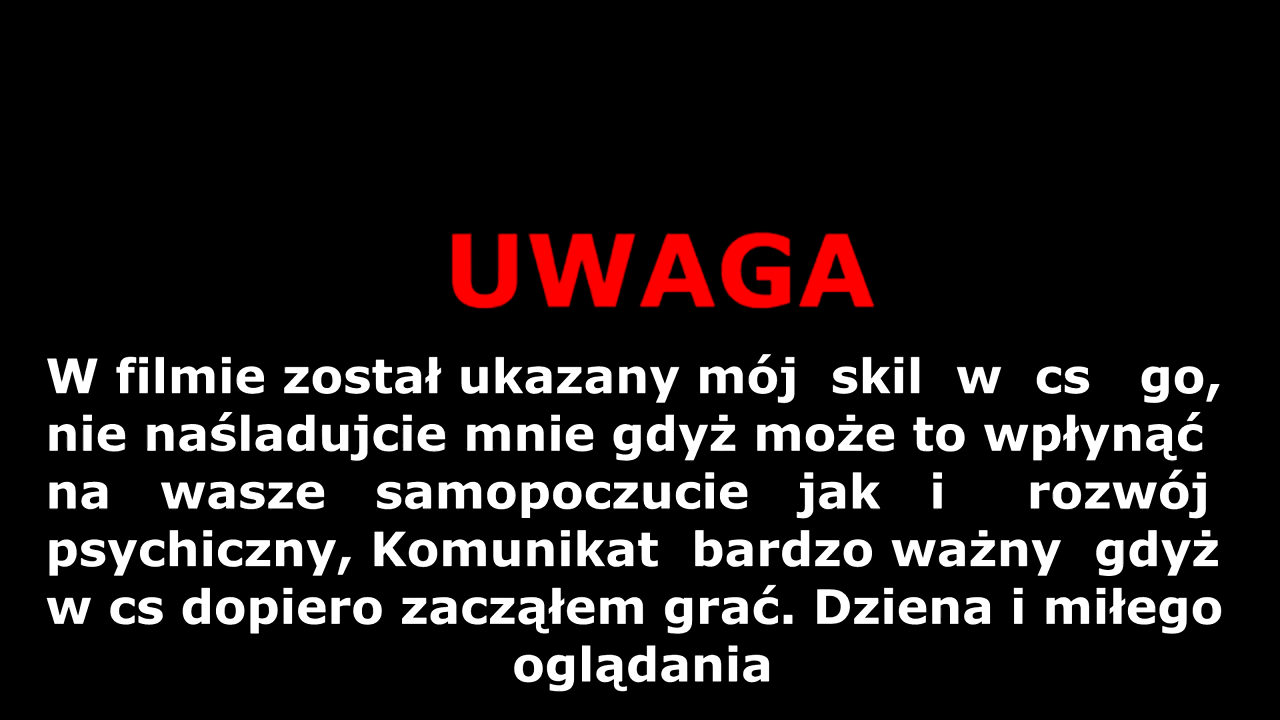 UWAGA
W filmie został ukazany mój skil w cs go,
nie naśladujcie mnie gdyż może to wpłynąć
na wasze samopoczucie jak i rozwój
psychiczny, Komunikat bardzo ważny gdyż
w cs dopiero zacząłem grać. Dziena i miłego
oglądania